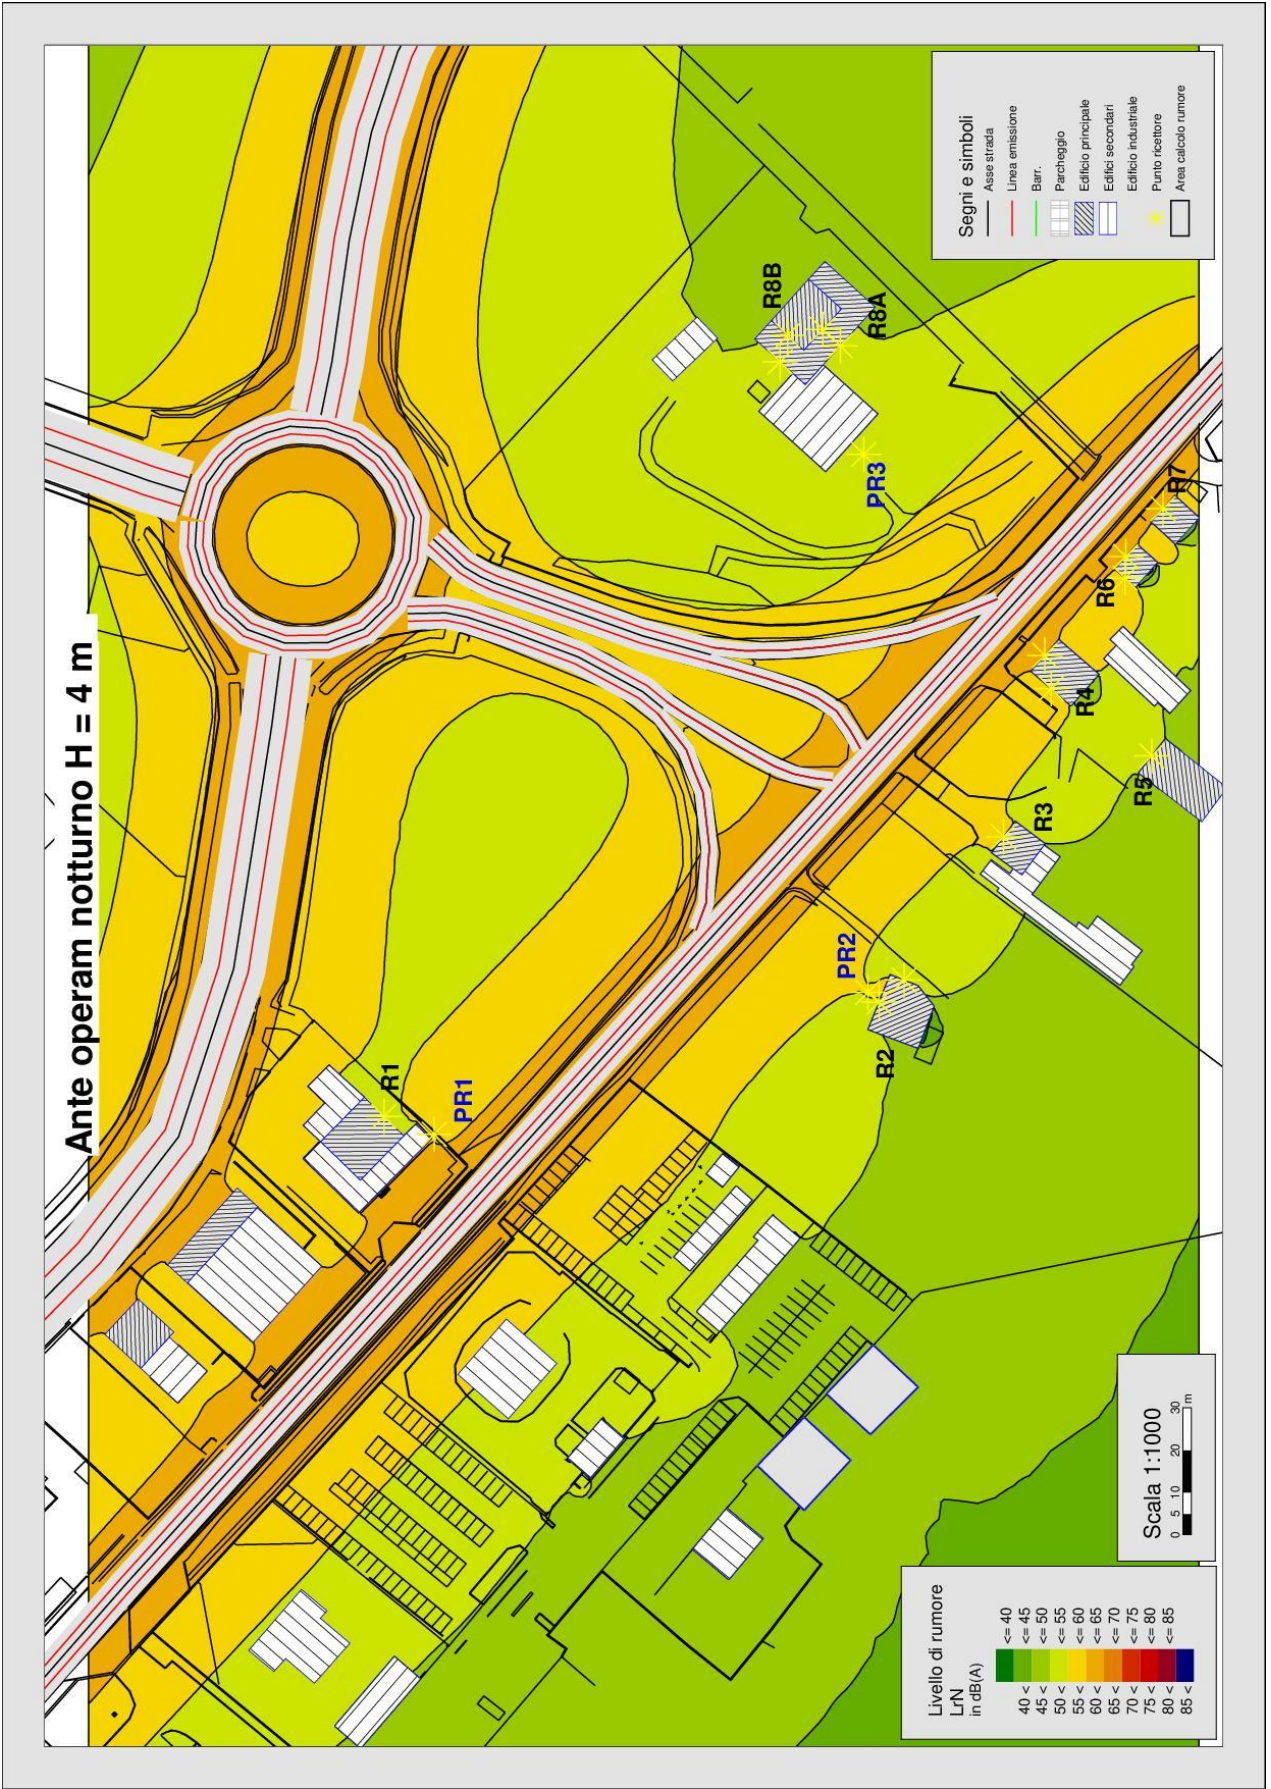 Ante operam notturno H = 4 m
R1
PR1
PR2
R2
R3
R4
R5
R6
R7
PR3
R8B
R8A
Segni e simboli
Asse strada
Linea emissione
Barr.
Parcheggio
Edificio principale
Edifici secondari
Edificio industriale
Punto ricettore
Area calcolo rumore
Livello di rumore
LrN
in dB(A)
<= 40
40 < <= 45
45 < <= 50
50 < <= 55
55 < <= 60
60 < <= 65
65 < <= 70
70 < <= 75
75 < <= 80
80 < <= 85
85 <
Scala 1:1000
0 5 10 20 30
m